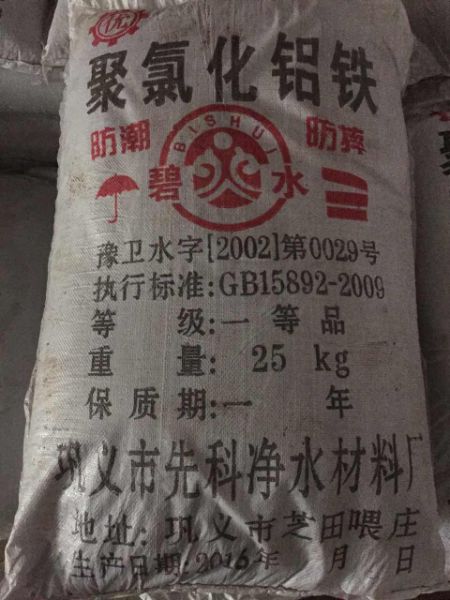 优
聚氯化铝铁
防潮 BISHUI 防摔
碧水
豫卫水字[2002]第0029号
执行标准:GB15892-2009
等级:一等品
重量: 25 kg
保质期:一年
巩义市先科净水材料厂
地址: 巩义市芝田喂庄
生产日期:2016年 月 日